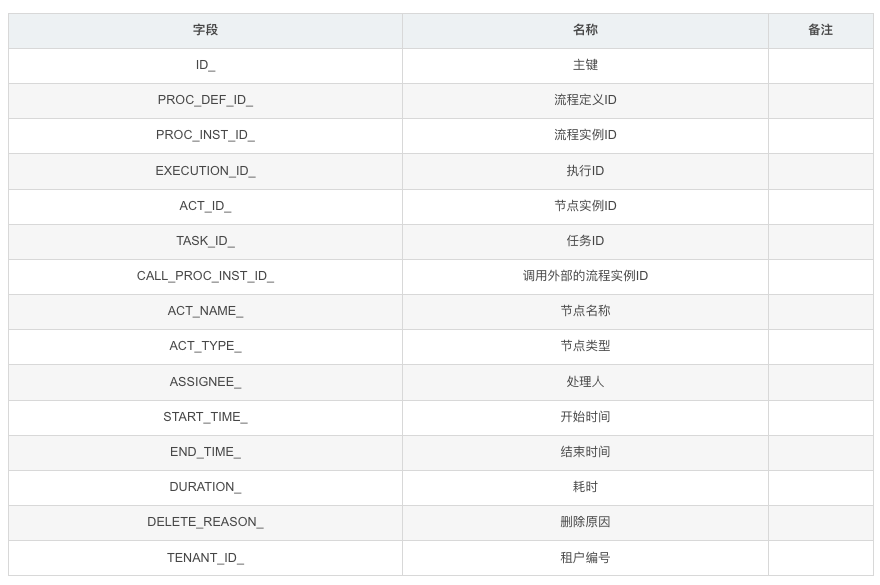 字段 名称 备注
ID_ 主键
PROC_DEF_ID_ 流程定义ID
PROC_INST_ID_ 流程实例ID
EXECUTION_ID_ 执行ID
ACT_ID_ 节点实例ID
TASK_ID_ 任务ID
CALL_PROC_INST_ID_ 调用外部的流程实例ID
ACT_NAME_ 节点名称
ACT_TYPE_ 节点类型
ASSIGNEE_ 处理人
START_TIME_ 开始时间
END_TIME_ 结束时间
DURATION_ 耗时
DELETE_REASON_ 删除原因
TENANT_ID_ 租户编号